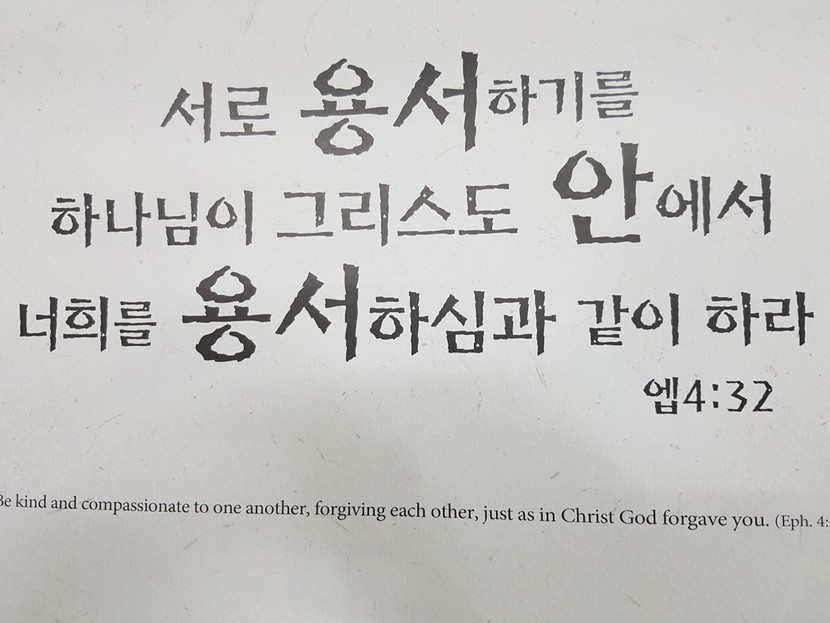 서로 용서하기를
하나님이 그리스도 안에서
너희를 용서하심과 같이 하라
엡4:32
Be kind and compassionate to one another, forgiving each other, just as in Christ God forgave you. (Eph. 4: